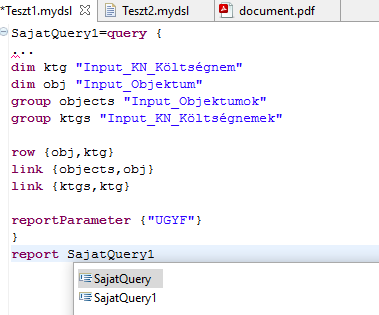 *Teszt1.mydsl Teszt2.mydsl document.pdf
SajatQuery1=query {
...
dim ktg "Input_KN_Költségnem"
dim obj "Input_Objektum"
group objects "Input_Objektumok"
group ktgs "Input_KN_Költségnemek"
row {obj,ktg}
link {objects,obj}
link {ktgs,ktg}
reportParameter {"UGYF"}
}
report SajatQuery1
SajatQuery
SajatQuery1